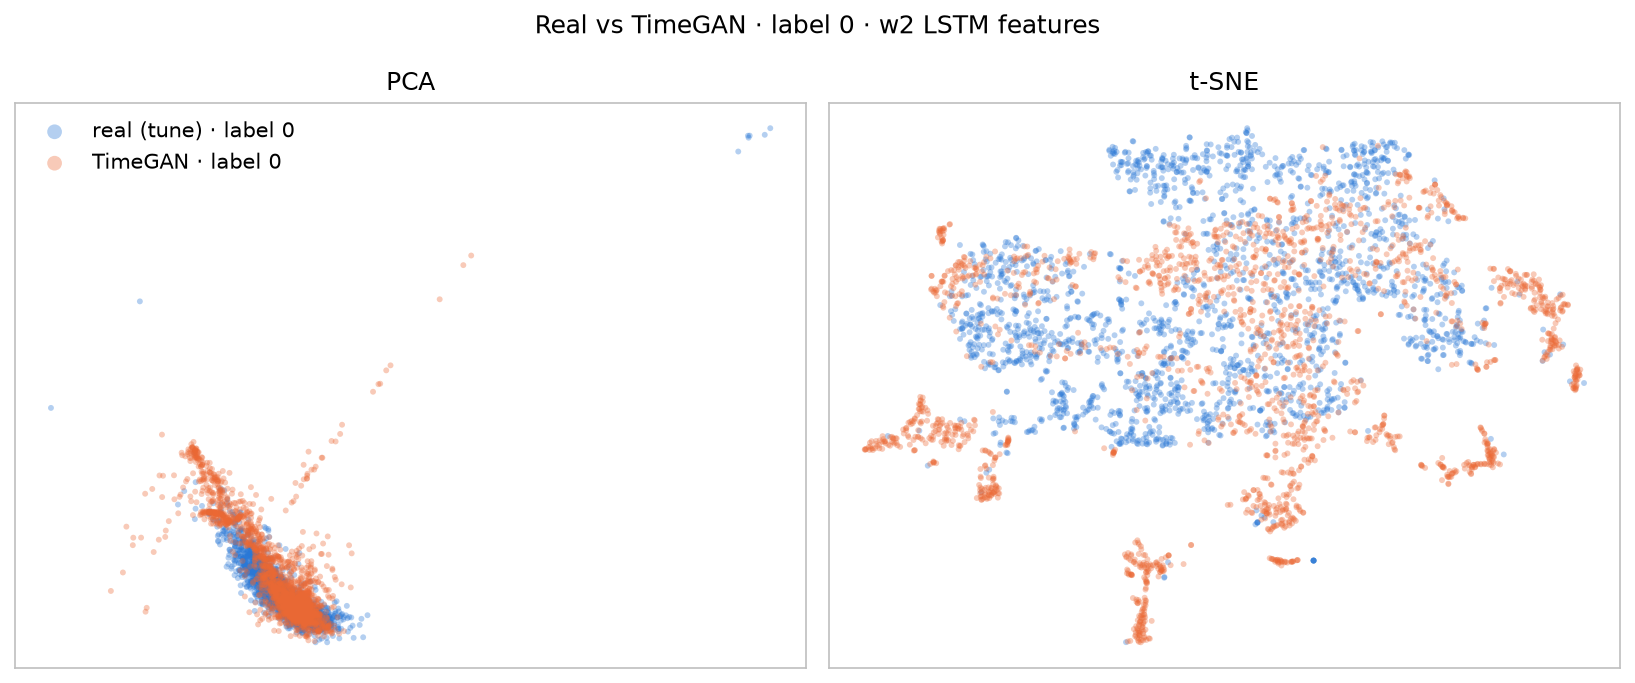 Real vs TimeGAN · label 0 · w2 LSTM features
PCA
real (tune) · label 0
TimeGAN · label 0
t-SNE